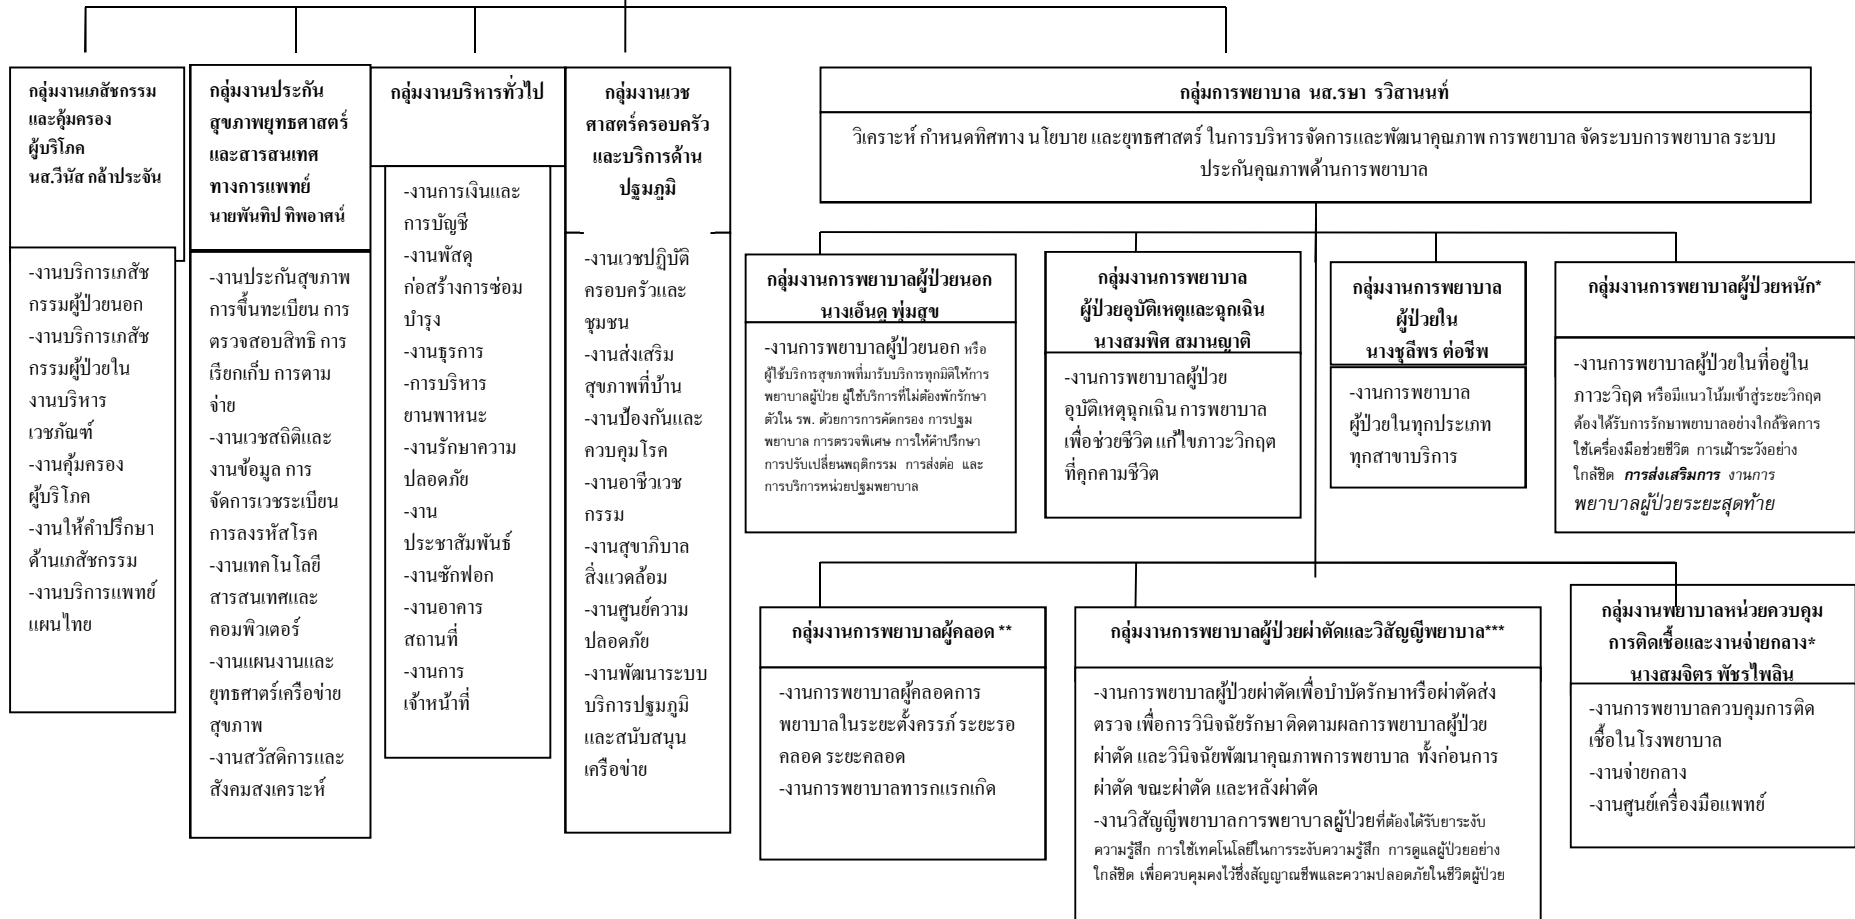 กลุ่มงานเภสัชกรรม
และคุ้มครอง
ผู้บริโภค
นส.วีนัส กล้าประจัน
-งานบริการเภสัช
กรรมผู้ป่วยนอก
-งานบริการเภสัช
กรรมผู้ป่วยใน
งานบริหาร
เวชภัณฑ์
-งานคุ้มครอง
ผู้บริโภค
-งานให้คำปรึกษา
ด้านเภสัชกรรม
-งานบริการแพทย์
แผนไทย
กลุ่มงานประกัน
สุขภาพยุทธศาสตร์
และสารสนเทศ
ทางการแพทย์
นายพันทิป ทิพอาศน์
-งานประกันสุขภาพ
การขึ้นทะเบียน การ
ตรวจสอบสิทธิ การ
เรียกเก็บ การตาม
จ่าย
-งานเวชสถิติและ
งานข้อมูล การ
จัดการเวชระเบียน
การลงรหัสโรค
-งานเทคโนโลยี
สารสนเทศและ
คอมพิวเตอร์
-งานแผนงานและ
ยุทธศาสตร์เครือข่าย
สุขภาพ
-งานสวัสดิการและ
สังคมสงเคราะห์
กลุ่มงานบริหารทั่วไป
-งานการเงินและ
การบัญชี
-งานพัสดุ
ก่อสร้างการซ่อม
บำรุง
-งานธุรการ
-การบริหาร
ยานพาหนะ
-งานรักษาความ
ปลอดภัย
-งาน
ประชาสัมพันธ์
-งานซักฟอก
-งานอาคาร
สถานที่
-งานการ
เจ้าหน้าที่
กลุ่มงานเวช
ศาสตร์ครอบครัว
และบริการด้าน
ปฐมภูมิ
-งานเวชปฏิบัติ
ครอบครัวและ
ชุมชน
-งานส่งเสริม
สุขภาพที่บ้าน
-งานป้องกันและ
ควบคุมโรค
-งานอาชีวเวช
กรรม
-งานสุขาภิบาล
สิ่งแวดล้อม
-งานศูนย์ความ
ปลอดภัย
-งานพัฒนาระบบ
บริการปฐมภูมิ
และสนับสนุน
เครือข่าย
กลุ่มการพยาบาล นส.รษา รวิสานนท์
วิเคราะห์ กำหนดทิศทาง นโยบาย และยุทธศาสตร์ ในการบริหารจัดการและพัฒนาคุณภาพ การพยาบาล จัดระบบการพยาบาล ระบบ
ประกันคุณภาพด้านการพยาบาล
กลุ่มงานการพยาบาลผู้ป่วยนอก
นางเอ็นดู พุ่มสุข
-งานการพยาบาลผู้ป่วยนอก หรือ
ผู้ใช้บริการสุขภาพที่มารับบริการทุกมิติให้การ
พยาบาลผู้ป่วย ผู้ใช้บริการที่ไม่ต้องพักรักษา
ตัวใน รพ. ด้วยการการคัดกรอง การปฐม
พยาบาล การตรวจพิเศษ การให้คำปรึกษา
การปรับเปลี่ยนพฤติกรรม การส่งต่อ และ
การบริการหน่วยปฐมพยาบาล
กลุ่มงานการพยาบาล
ผู้ป่วยอุบัติเหตุและฉุกเฉิน
นางสมพิศ สมานญาติ
-งานการพยาบาลผู้ป่วย
อุบัติเหตุฉุกเฉิน การพยาบาล
เพื่อช่วยชีวิต แก้ไขภาวะวิกฤต
ที่คุกคามชีวิต
กลุ่มงานการพยาบาล
ผู้ป่วยใน
นางชุลีพร ต่อชีพ
-งานการพยาบาล
ผู้ป่วยในทุกประเภท
ทุกสาขาบริการ
กลุ่มงานการพยาบาลผู้ป่วยหนัก*
-งานการพยาบาลผู้ป่วยในที่อยู่ใน
ภาวะวิฤต หรือมีแนวโน้มเข้าสู่ระยะวิกฤต
ต้องได้รับการรักษาพยาบาลอย่างใกล้ชิดการ
ใช้เครื่องมือช่วยชีวิต การเฝ้าระวังอย่าง
ใกล้ชิด การส่งเสริมการ งานการ
พยาบาลผู้ป่วยระยะสุดท้าย
กลุ่มงานการพยาบาลผู้คลอด **
-งานการพยาบาลผู้คลอดการ
พยาบาลในระยะตั้งครรภ์ ระยะรอ
คลอด ระยะคลอด
-งานการพยาบาลทารกแรกเกิด
กลุ่มงานการพยาบาลผู้ป่วยผ่าตัดและวิสัญญีพยาบาล***
-งานการพยาบาลผู้ป่วยผ่าตัดเพื่อบำบัดรักษาหรือผ่าตัดส่ง
ตรวจ เพื่อการวินิจฉัยรักษา ติดตามผลการพยาบาลผู้ป่วย
ผ่าตัด และวินิจฉัยพัฒนาคุณภาพการพยาบาล ทั้งก่อนการ
ผ่าตัด ขณะผ่าตัด และหลังผ่าตัด
-งานวิสัญญีพยาบาลการพยาบาลผู้ป่วยที่ต้องได้รับยาระงับ
ความรู้สึก การใช้เทคโนโลยีในการระงับความรู้สึก การดูแลผู้ป่วยอย่าง
ใกล้ชิด เพื่อควบคุมคงไว้ซึ่งสัญญาณชีพและความปลอดภัยในชีวิตผู้ป่วย
กลุ่มงานพยาบาลหน่วยควบคุม
การติดเชื้อและงานจ่ายกลาง*
นางสมจิตร พัชรไพลิน
-งานการพยาบาลควบคุมการติด
เชื้อในโรงพยาบาล
-งานจ่ายกลาง
-งานศูนย์เครื่องมือแพทย์